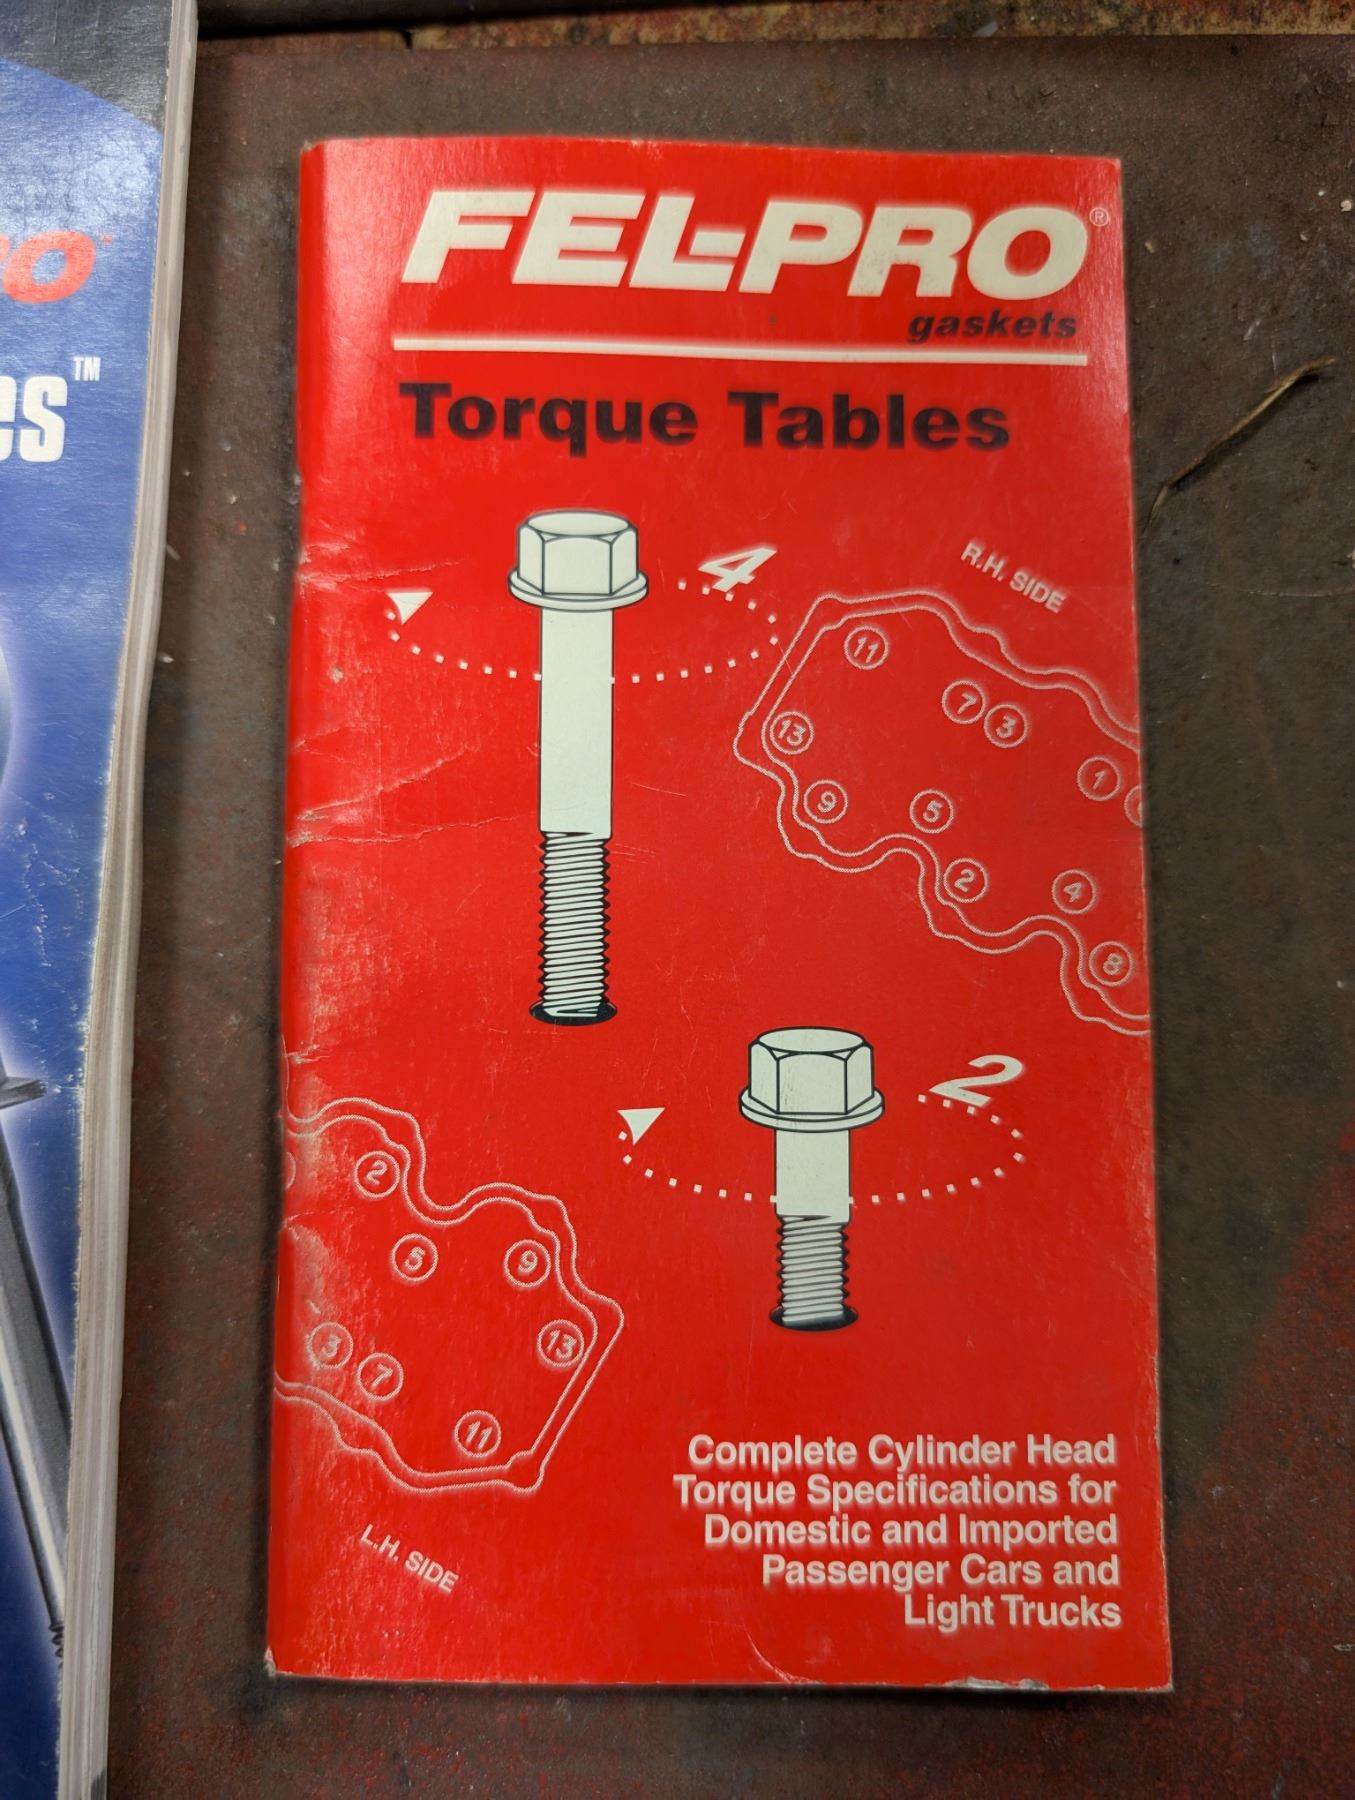 FEL-PRO®
gaskets
Torque Tables
4
R.H. SIDE
11
7
3
13
1
9
5
2
4
8
2
2
5
9
3
13
7
11
L.H. SIDE
Complete Cylinder Head
Torque Specifications for
Domestic and Imported
Passenger Cars and
Light Trucks
TM